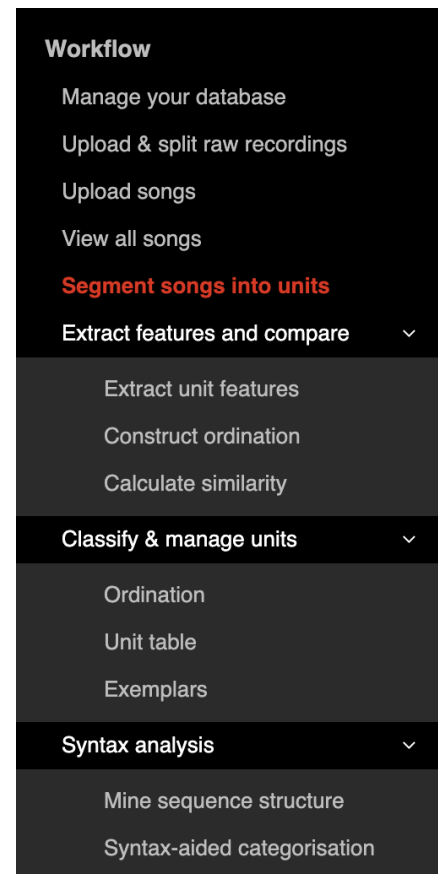 Workflow
Manage your database
Upload & split raw recordings
Upload songs
View all songs
Segment songs into units
Extract features and compare
Extract unit features
Construct ordination
Calculate similarity
Classify & manage units
Ordination
Unit table
Exemplars
Syntax analysis
Mine sequence structure
Syntax-aided categorisation